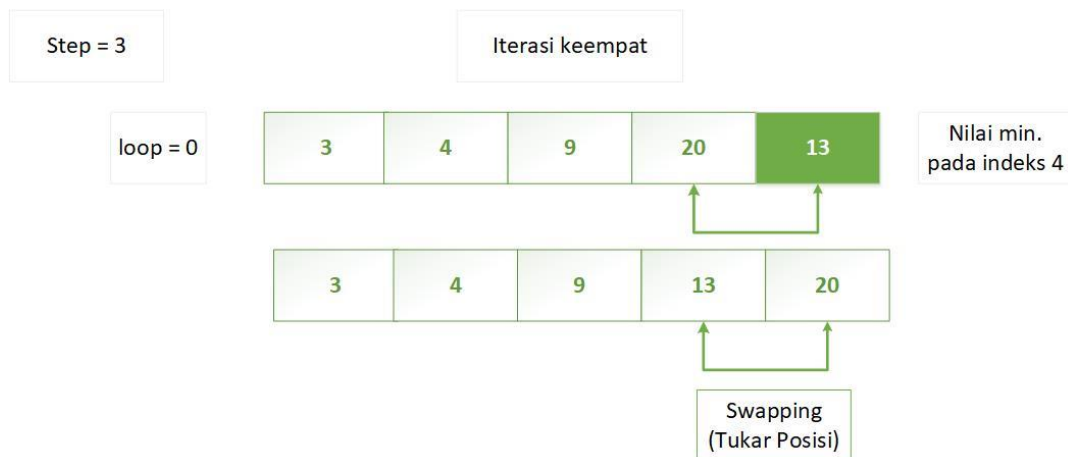 Step = 3
Iterasi keempat
loop = 0
3 4 9 20 13
Nilai min.
pada indeks 4
3 4 9 13 20
Swapping
(Tukar Posisi)